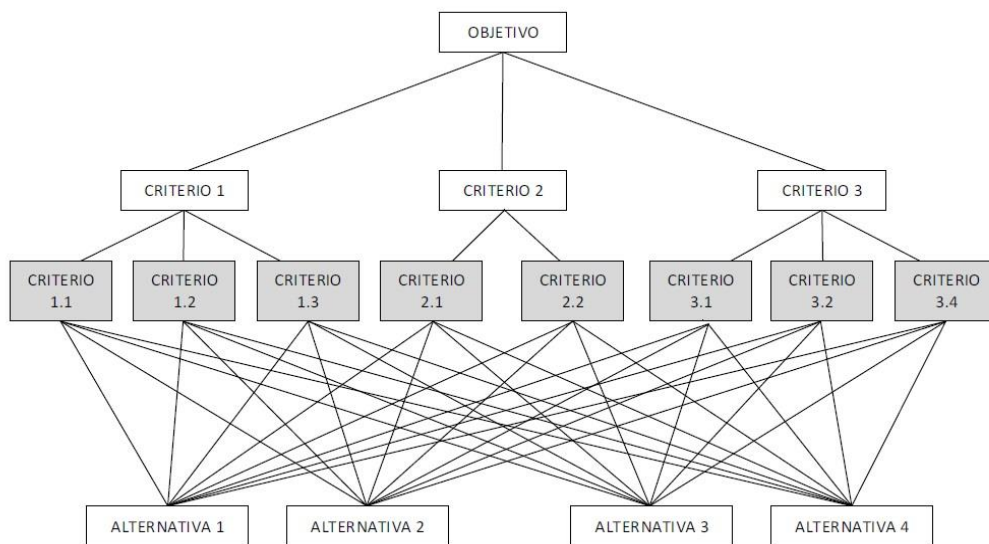 OBJETIVO
CRITERIO 1
CRITERIO 2
CRITERIO 3
CRITERIO
1.1
CRITERIO
1.2
CRITERIO
1.3
CRITERIO
2.1
CRITERIO
2.2
CRITERIO
3.1
CRITERIO
3.2
CRITERIO
3.4
ALTERNATIVA 1
ALTERNATIVA 2
ALTERNATIVA 3
ALTERNATIVA 4